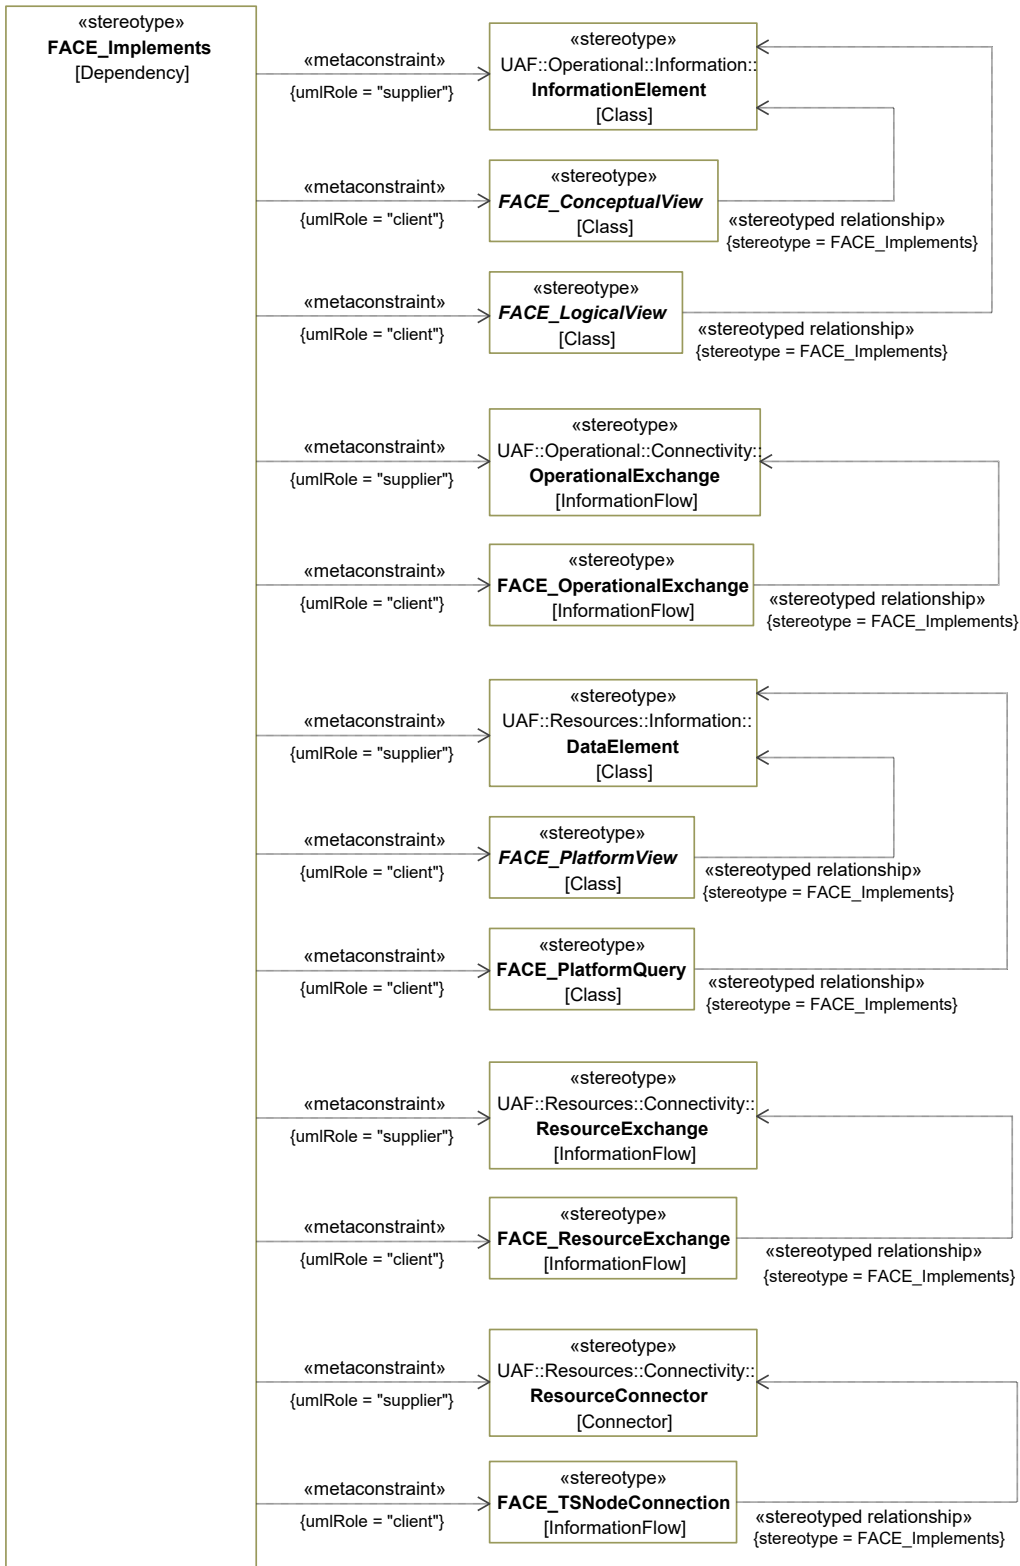 «stereotype»
FACE_Implements
[Dependency]
«metaconstraint»
{umlRole = "supplier"}
«stereotype»
UAF::Operational::Information::
InformationElement
[Class]
«metaconstraint»
{umlRole = "client"}
«stereotype»
FACE_ConceptualView
[Class]
«stereotyped relationship»
{stereotype = FACE_Implements}
«metaconstraint»
{umlRole = "client"}
«stereotype»
FACE_LogicalView
[Class]
«stereotyped relationship»
{stereotype = FACE_Implements}
«metaconstraint»
{umlRole = "supplier"}
«stereotype»
UAF::Operational::Connectivity::
OperationalExchange
[InformationFlow]
«metaconstraint»
{umlRole = "client"}
«stereotype»
FACE_OperationalExchange
[InformationFlow]
«stereotyped relationship»
{stereotype = FACE_Implements}
«metaconstraint»
{umlRole = "supplier"}
«stereotype»
UAF::Resources::Information::
DataElement
[Class]
«metaconstraint»
{umlRole = "client"}
«stereotype»
FACE_PlatformView
[Class]
«stereotyped relationship»
{stereotype = FACE_Implements}
«metaconstraint»
{umlRole = "client"}
«stereotype»
FACE_PlatformQuery
[Class]
«stereotyped relationship»
{stereotype = FACE_Implements}
«metaconstraint»
{umlRole = "supplier"}
«stereotype»
UAF::Resources::Connectivity::
ResourceExchange
[InformationFlow]
«metaconstraint»
{umlRole = "client"}
«stereotype»
FACE_ResourceExchange
[InformationFlow]
«stereotyped relationship»
{stereotype = FACE_Implements}
«metaconstraint»
{umlRole = "supplier"}
«stereotype»
UAF::Resources::Connectivity::
ResourceConnector
[Connector]
«metaconstraint»
{umlRole = "client"}
«stereotype»
FACE_TSNodeConnection
[InformationFlow]
«stereotyped relationship»
{stereotype = FACE_Implements}